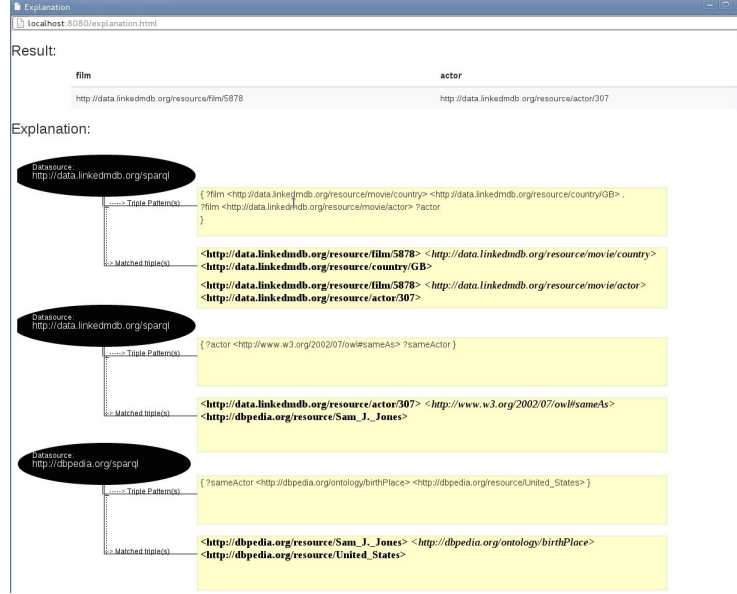 Explanation
localhost:8080/explanation.html
Result:
film actor
http://data.linkedmdb.org/resource/film/5878 http://data.linkedmdb.org/resource/actor/307
Explanation:
Datasource:
http://data.linkedmdb.org/sparql
-----> Triple Pattern(s)
{ ?film <http://data.linkedmdb.org/resource/movie/country> <http://data.linkedmdb.org/resource/country/GB> .
?film <http://data.linkedmdb.org/resource/movie/actor> ?actor
}
-> Matched triple(s)
<http://data.linkedmdb.org/resource/film/5878> <http://data.linkedmdb.org/resource/movie/country>
<http://data.linkedmdb.org/resource/country/GB>
<http://data.linkedmdb.org/resource/film/5878> <http://data.linkedmdb.org/resource/movie/actor>
<http://data.linkedmdb.org/resource/actor/307>
Datasource:
http://data.linkedmdb.org/sparql
-----> Triple Pattern(s)
{ ?actor <http://www.w3.org/2002/07/owl#sameAs> ?sameActor }
-> Matched triple(s)
<http://data.linkedmdb.org/resource/actor/307> <http://www.w3.org/2002/07/owl#sameAs>
<http://dbpedia.org/resource/Sam_J._Jones>
Datasource:
http://dbpedia.org/sparql
-----> Triple Pattern(s)
{ ?sameActor <http://dbpedia.org/ontology/birthPlace> <http://dbpedia.org/resource/United_States> }
-> Matched triple(s)
<http://dbpedia.org/resource/Sam_J._Jones> <http://dbpedia.org/ontology/birthPlace>
<http://dbpedia.org/resource/United_States>